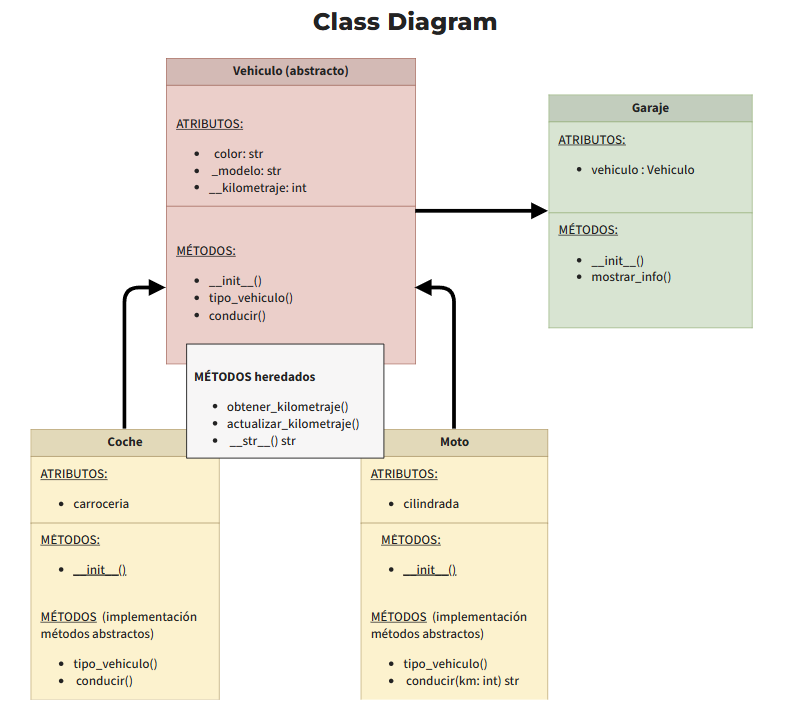 Class Diagram
Vehiculo (abstracto)
ATRIBUTOS:
• color: str
• _modelo: str
• __kilometraje: int
MÉTODOS:
• __init__()
• tipo_vehiculo()
• conducir()
Garaje
ATRIBUTOS:
• vehiculo : Vehiculo
MÉTODOS:
• __init__()
• mostrar_info()
MÉTODOS heredados
• obtener_kilometraje()
• actualizar_kilometraje()
• __str__() str
Coche
ATRIBUTOS:
• carroceria
MÉTODOS:
• __init__()
MÉTODOS (implementación
métodos abstractos)
• tipo_vehiculo()
• conducir()
Moto
ATRIBUTOS:
• cilindrada
MÉTODOS:
• __init__()
MÉTODOS (implementación
métodos abstractos)
• tipo_vehiculo()
• conducir(km: int) str